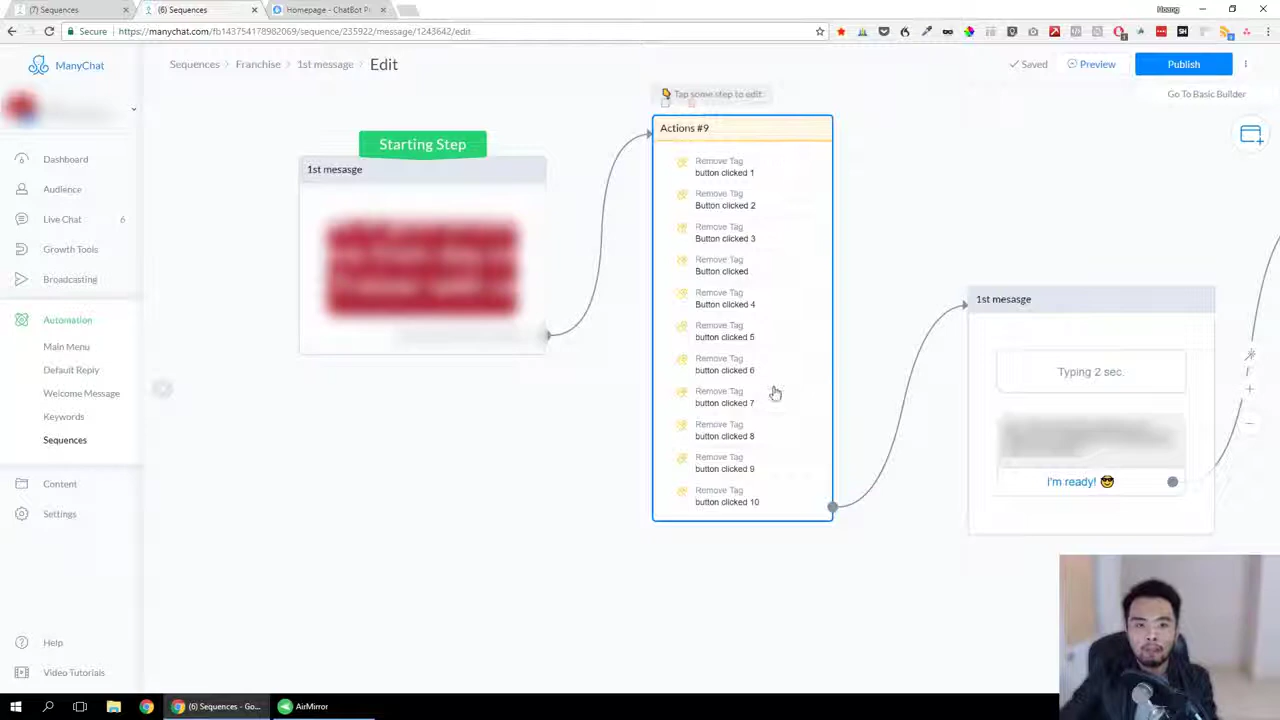 (7) Sequences
(6) Sequences
Homepage - ChatBot P
Hoang
Secure
https://manychat.com/fb143754178982069/sequence/235922/message/1243642/edit
ManyChat
Sequences > Franchise > 1st message > Edit
Saved
Preview
Publish
Go To Basic Builder
Tap some step to edit
Dashboard
Audience
Live Chat 6
Growth Tools
Broadcasting
Automation
Main Menu
Default Reply
Welcome Message
Keywords
Sequences
Content
Settings
Help
Video Tutorials
Starting Step
1st mesasge
Actions #9
Remove Tag
button clicked 1
Remove Tag
Button clicked 2
Remove Tag
Button clicked 3
Remove Tag
Button clicked
Remove Tag
Button clicked 4
Remove Tag
button clicked 5
Remove Tag
button clicked 6
Remove Tag
button clicked 7
Remove Tag
button clicked 8
Remove Tag
button clicked 9
Remove Tag
button clicked 10
1st mesasge
Typing 2 sec.
I'm ready! 😎
(6) Sequences - Go...
AirMirror